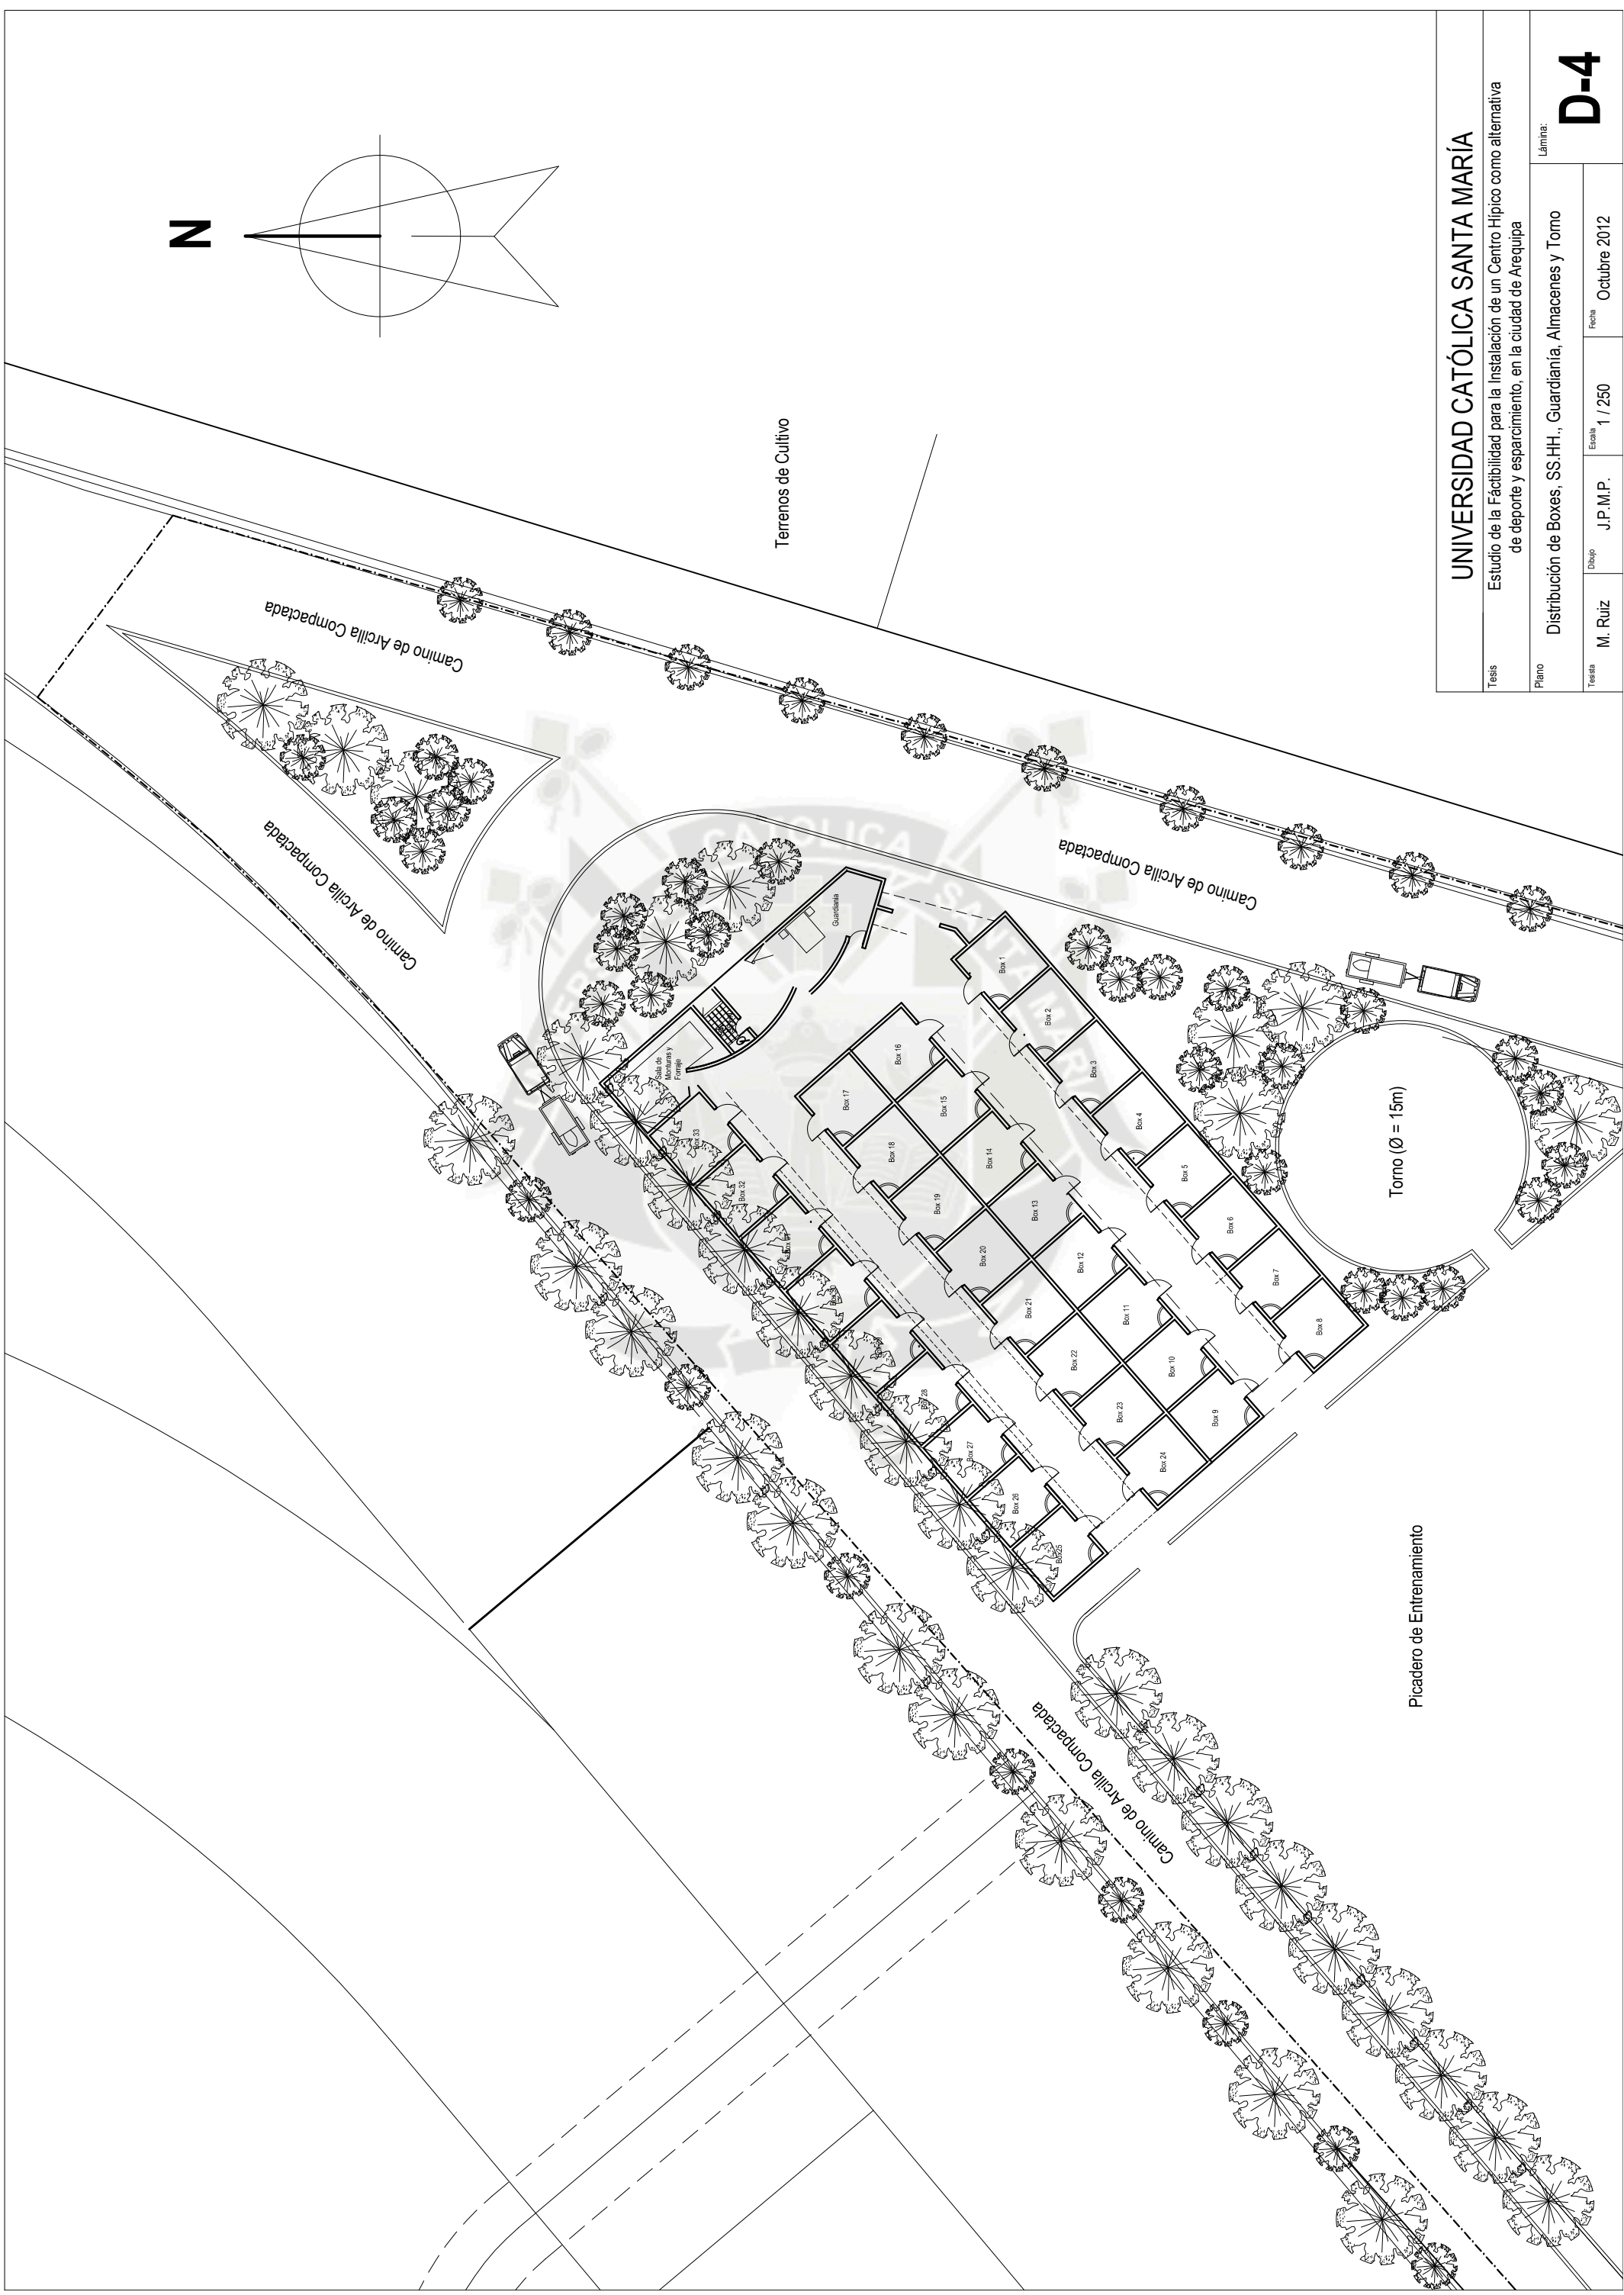 N
Terrenos de Cultivo
Camino de Arcilla Compactada
Camino de Arcilla Compactada
Camino de Arcilla Compactada
Camino de Arcilla Compactada
Guardianía
Sala de
Monturas y
Forraje
Box 1
Box 2
Box 3
Box 4
Box 5
Box 6
Box 7
Box 8
Box 9
Box 10
Box 11
Box 12
Box 13
Box 14
Box 15
Box 16
Box 17
Box 18
Box 19
Box 20
Box 21
Box 22
Box 23
Box 24
Box25
Box 26
Box 27
Box 28
Box 32
Box 33
Torno (Ø = 15m)
Picadero de Entrenamiento
UNIVERSIDAD CATÓLICA SANTA MARÍA
Tesis
Estudio de la Fáctibilidad para la Instalación de un Centro Hípico como alternativa
de deporte y esparcimiento, en la ciudad de Arequipa
Plano
Distribución de Boxes, SS.HH., Guardianía, Almacenes y Torno
Lámina:
D-4
Tesista
M. Ruiz
Dibujo
J.P.M.P.
Escala
1 / 250
Fecha
Octubre 2012